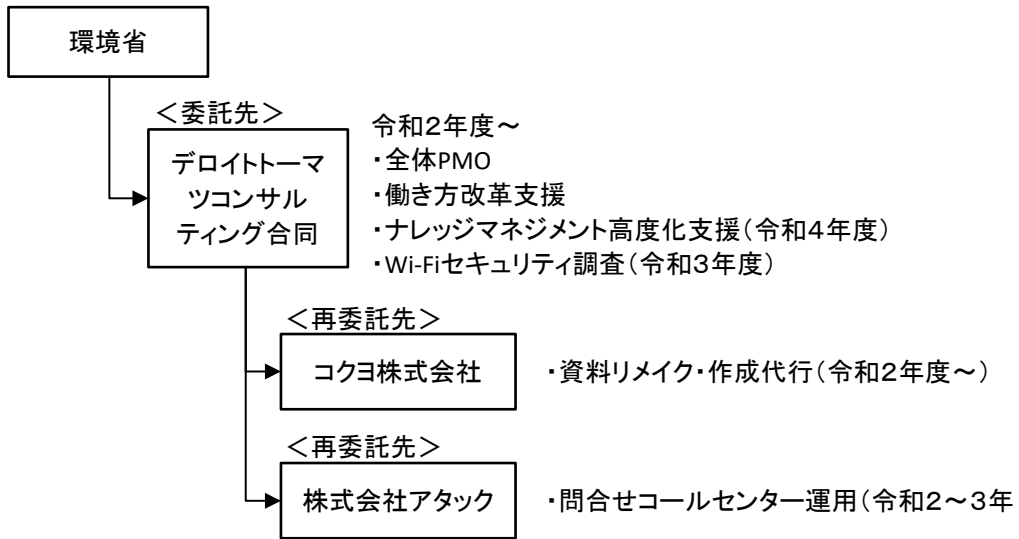 環境省
＜委託先＞
デロイトトーマ
ツコンサル
ティング合同
令和２年度～
・全体PMO
・働き方改革支援
・ナレッジマネジメント高度化支援（令和４年度）
・Wi-Fiセキュリティ調査（令和３年度）
＜再委託先＞
コクヨ株式会社
・資料リメイク・作成代行（令和２年度～）
＜再委託先＞
株式会社アタック
・問合せコールセンター運用（令和２～３年